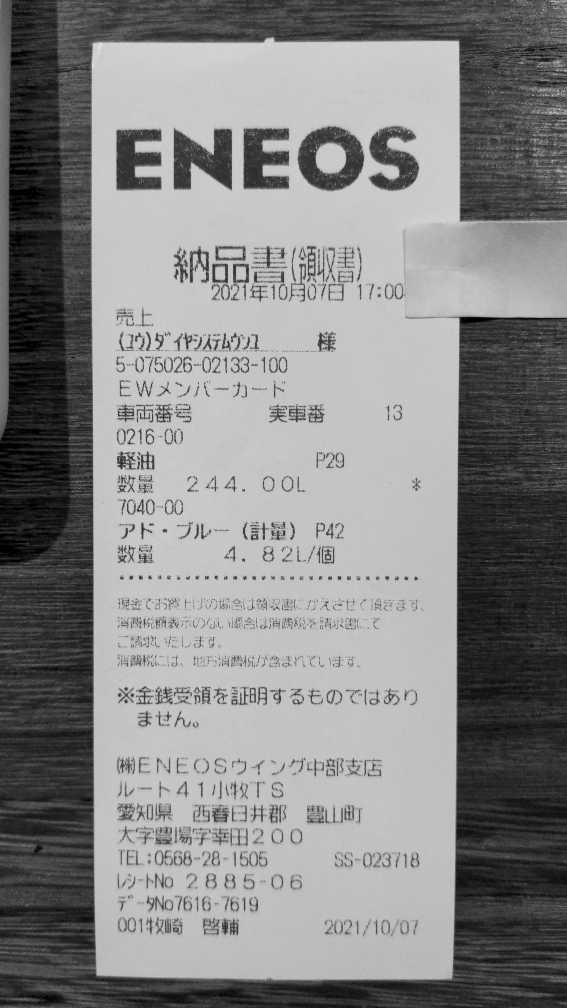 ENEOS
納品書(領収書)
2021年10月07日 17:00
売上
(ユウ)ダイヤシステムウンユ 様
5-075026-02133-100
EWメンバーカード
車両番号 実車番 13
0216-00
軽油 P29
数量 244.00L *
7040-00
アド・ブルー(計量) P42
数量 4.82L/個
現金でお買上げの場合は領収書にかえさせて頂きます、
消費税額表示のない場合は消費税を請求書にて
ご請求いたします。
消費税には、地方消費税が含まれています、
※金銭受領を証明するものではあり
ません。
㈱ENEOSウイング中部支店
ルート41小牧TS
愛知県 西春日井郡 豊山町
大字豊場字幸田200
TEL:0568-28-1505 SS-023718
レシートNo 2885-06
データNo7616-7619
001牧崎 啓輔 2021/10/07